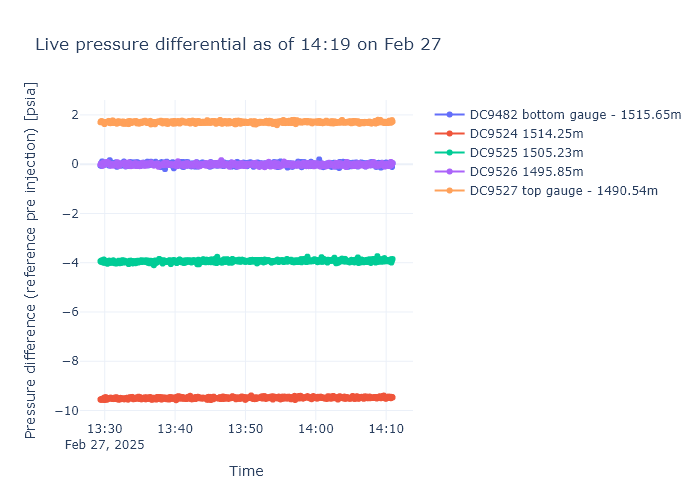 Live pressure differential as of 14:19 on Feb 27
Pressure difference (reference pre injection) [psia]
2
0
−2
−4
−6
−8
−10
13:30
Feb 27, 2025
13:40
13:50
14:00
14:10
Time
DC9482 bottom gauge - 1515.65m
DC9524 1514.25m
DC9525 1505.23m
DC9526 1495.85m
DC9527 top gauge - 1490.54m